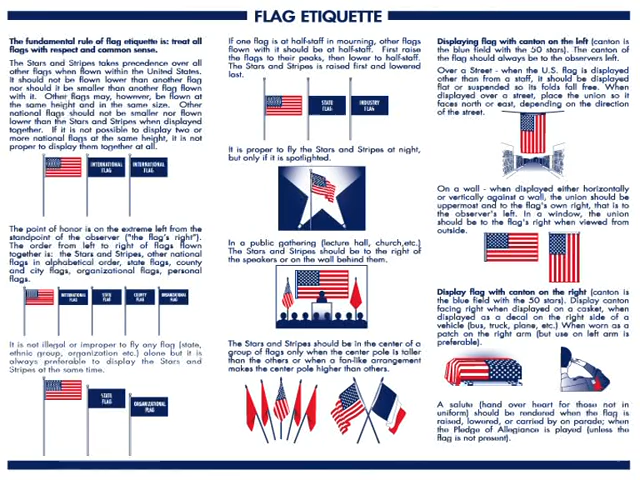 FLAG ETIQUETTE
The fundamental rule of flag etiquette is: treat all
flags with respect and common sense.
The Stars and Stripes takes precedence over all
other flags when flown within the United States.
It should not be flown lower than another flag
nor should it be smaller than another flag flown
with it. Other flags may, however, be flown at
the same height and in the same size. Other
national flags should not be smaller nor flown
lower than the Stars and Stripes when displayed
together. If it is not possible to display two or
more national flags at the same height, it is not
proper to display them together at all.
INTERNATIONAL
FLAG
INTERNATIONAL
FLAG
The point of honor is on the extreme left from the
standpoint of the observer ("the flag's right").
The order from left to right of flags flown
together is: the Stars and Stripes, other national
flags in alphabetical order, state flags, county
and city flags, organizational flags, personal
flags.
INTERNATIONAL
FLAG
STATE
FLAG
COUNTY
FLAG
ORGANIZATIONAL
FLAG
It is not illegal or improper to fly any flag (state,
ethnic group, organization etc.) alone but it is
always preferable to display the Stars and
Stripes at the same time.
STATE
FLAG
ORGANIZATIONAL
FLAG
If one flag is at half-staff in mourning, other flags
flown with it should be at half-staff. First raise
the flags to their peaks, then lower to half-staff.
The Stars and Stripes is raised first and lowered
last.
STATE
FLAG
INDUSTRY
FLAG
It is proper to fly the Stars and Stripes at night,
but only if it is spotlighted.
In a public gathering (lecture hall, church,etc.)
The Stars and Stripes should be to the right of
the speakers or on the wall behind them.
The Stars and Stripes should be in the center of a
group of flags only when the center pole is taller
than the others or when a fan-like arrangement
makes the center pole higher than others.
Displaying flag with canton on the left (canton is
the blue field with the 50 stars). The canton of
the flag should always be to the observers left.
Over a Street - when the U.S. flag is displayed
other than from a staff, it should be displayed
flat or suspended so its folds fall free. When
displayed over street, place the union so it
faces north or east, depending on the direction
of the street.
On a wall - when displayed either horizontally
or vertically against a wall, the union should be
uppermost and to the flag's own right, that is to
the observer's left. In a window, the union
should be to the flag's right when viewed from
outside.
Display flag with canton on the right (canton is
the blue field with the 50 stars). Display canton
facing right when displayed on a casket, when
displayed as a decal on the right side of a
vehicle (bus, truck, plane, etc.) When worn as a
patch on the right arm (but use on left arm is
preferable).
A salute (hand over heart for those not in
uniform) should be rendered when the flag is
raised, lowered, or carried by on parade; when
the Pledge of Allegiance is played (unless the
flag is not present).